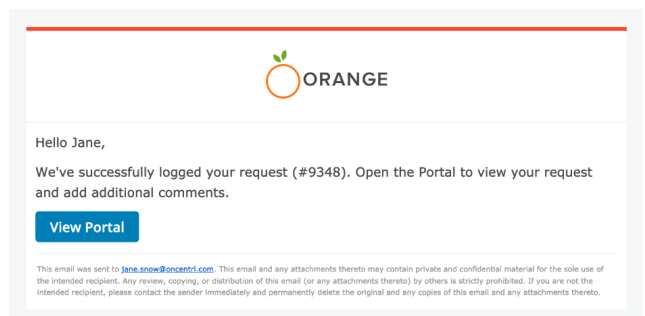 ORANGE
Hello Jane,
We've successfully logged your request (#9348). Open the Portal to view your request
and add additional comments.
View Portal
This email was sent to jane.snow@oncentrl.com. This email and any attachments thereto may contain private and confidential material for the sole use of
the intended recipient. Any review, copying, or distribution of this email (or any attachments thereto) by others is strictly prohibited. If you are not the
intended recipient, please contact the sender immediately and permanently delete the original and any copies of this email and any attachments thereto.